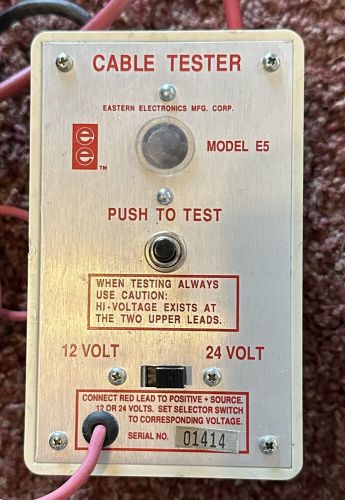 CABLE TESTER
EASTERN ELECTRONICS MFG. CORP.
MODEL E5
TM
PUSH TO TEST
WHEN TESTING ALWAYS
USE CAUTION:
HI-VOLTAGE EXISTS AT
THE TWO UPPER LEADS.
12 VOLT 24 VOLT
CONNECT RED LEAD TO POSITIVE + SOURCE.
12 OR 24 VOLTS. SET SELECTOR SWITCH
TO CORRESPONDING VOLTAGE.
SERIAL NO. 01414